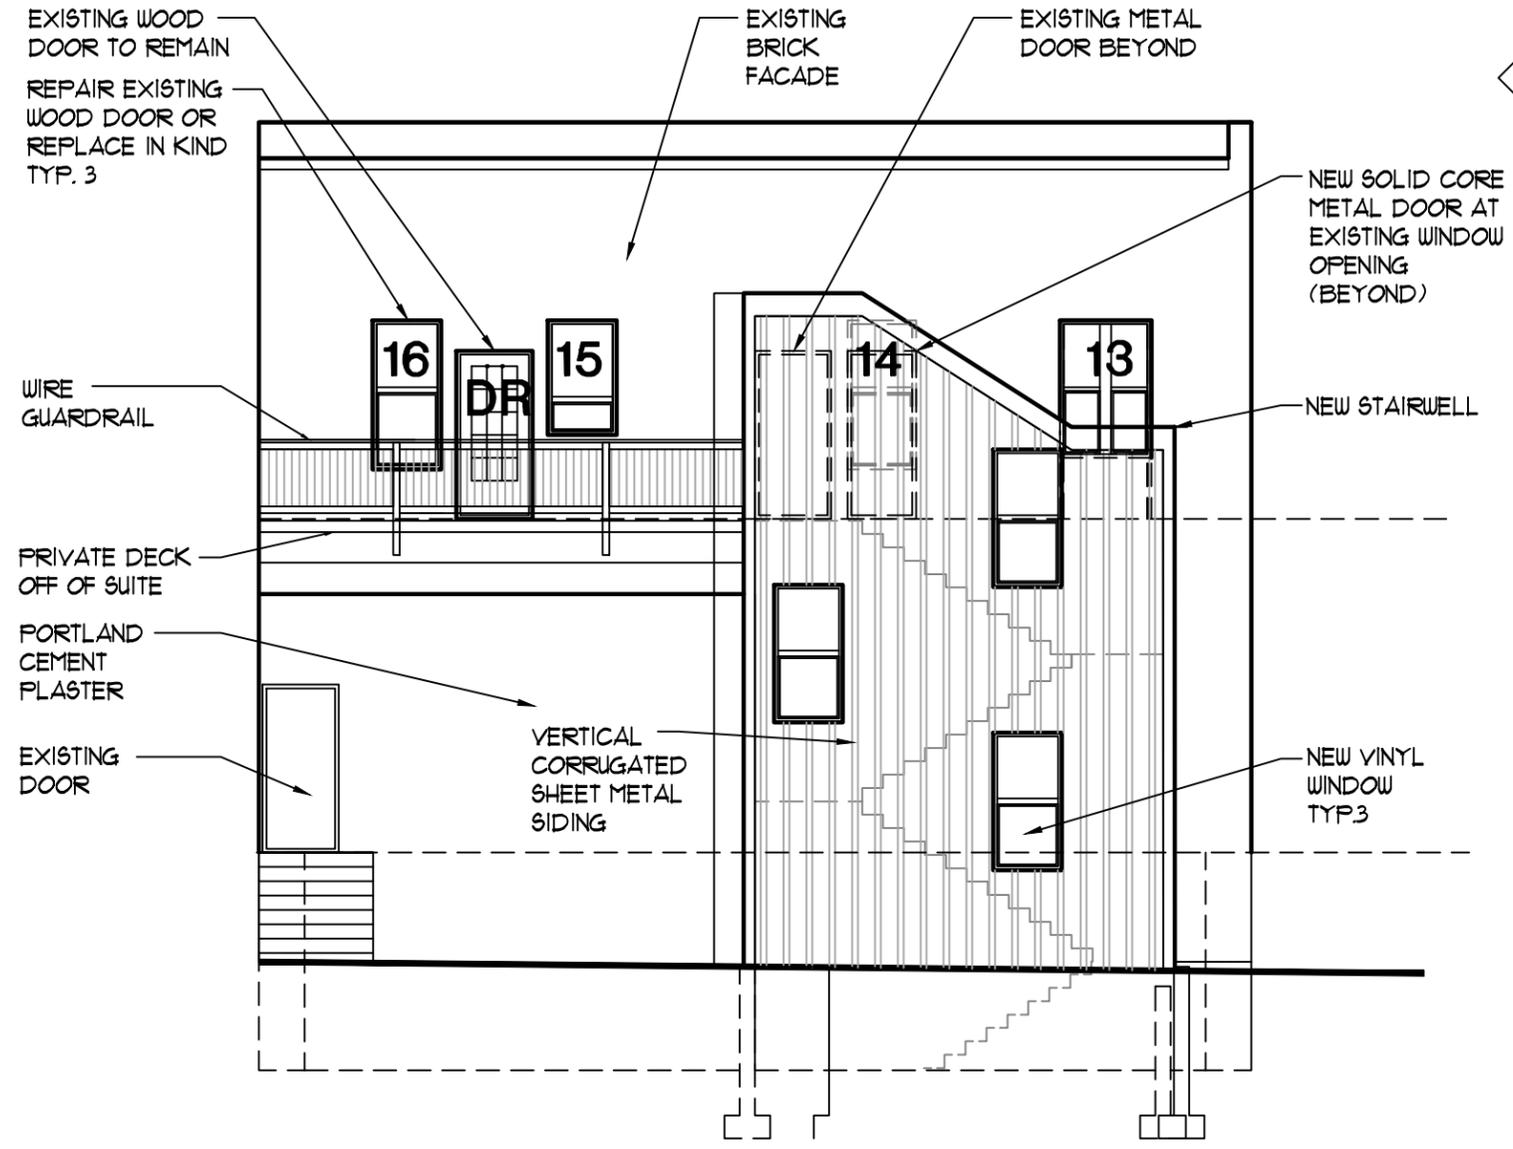 EXISTING WOOD
DOOR TO REMAIN
REPAIR EXISTING
WOOD DOOR OR
REPLACE IN KIND
TYP. 3
EXISTING
BRICK
FACADE
EXISTING METAL
DOOR BEYOND
NEW SOLID CORE
METAL DOOR AT
EXISTING WINDOW
OPENING
(BEYOND)
16
DR
15
14
13
WIRE
GUARDRAIL
NEW STAIRWELL
PRIVATE DECK
OFF OF SUITE
PORTLAND
CEMENT
PLASTER
EXISTING
DOOR
VERTICAL
CORRUGATED
SHEET METAL
SIDING
NEW VINYL
WINDOW
TYP.3